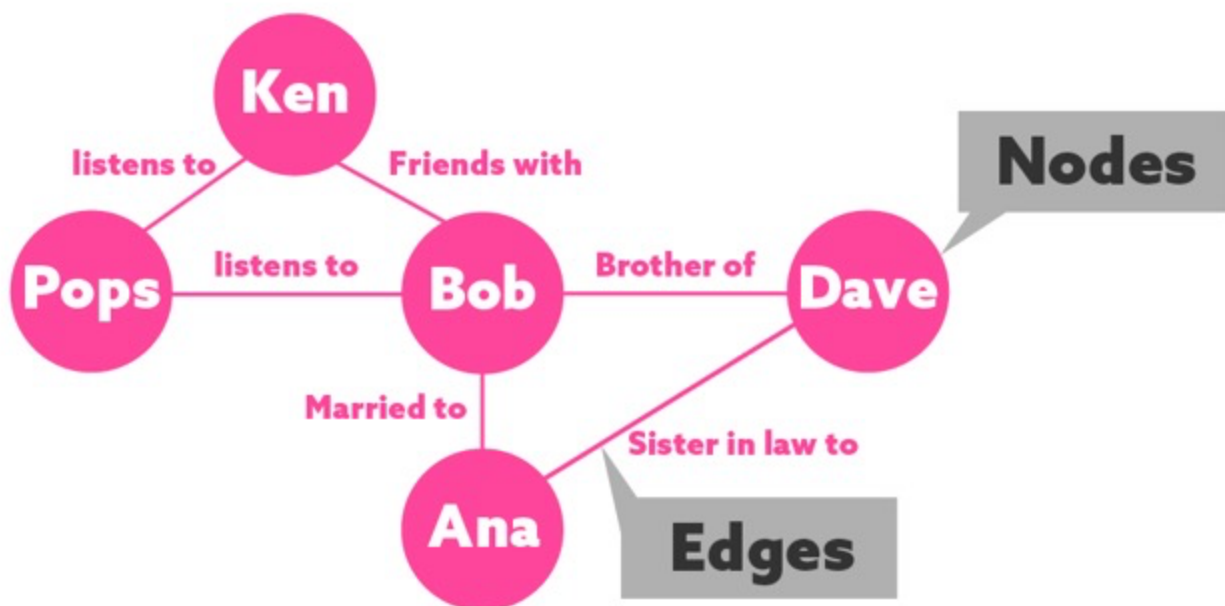 Ken
listens to
Friends with
Nodes
Pops
listens to
Bob
Brother of
Dave
Married to
Sister in law to
Ana
Edges